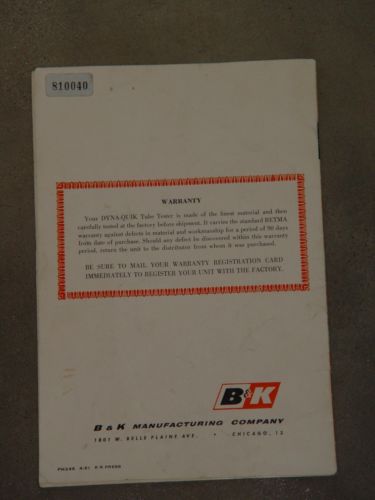 810040
WARRANTY
Your DYNA-QUIK Tube Tester is made of the finest material and then
carefully tested at the factory before shipment. It carries the standard RETMA
warranty against defects in material and workmanship for a period of 90 days
from date of purchase. Should any defect be discovered within this warranty
period, return the unit to the distributor from whom it was purchased.
BE SURE TO MAIL YOUR WARRANTY REGISTRATION CARD
IMMEDIATELY TO REGISTER YOUR UNIT WITH THE FACTORY.
B&K
B & K MANUFACTURING COMPANY
1801 W. BELLE PLAINE AVE. • CHICAGO, 13
PRESS